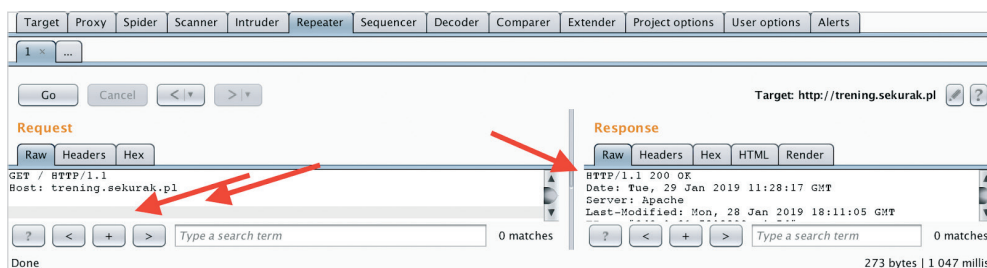 Target Proxy Spider Scanner Intruder Repeater Sequencer Decoder Comparer Extender Project options User options Alerts
1 × ...
Go Cancel < > Target: http://trening.sekurak.pl ?
Request
Raw Headers Hex
GET / HTTP/1.1
Host: trening.sekurak.pl
? < + > Type a search term 0 matches
Response
Raw Headers Hex HTML Render
HTTP/1.1 200 OK
Date: Tue, 29 Jan 2019 11:28:17 GMT
Server: Apache
Last-Modified: Mon, 28 Jan 2019 18:11:05 GMT
? < + > Type a search term 0 matches
Done 273 bytes | 1 047 millis